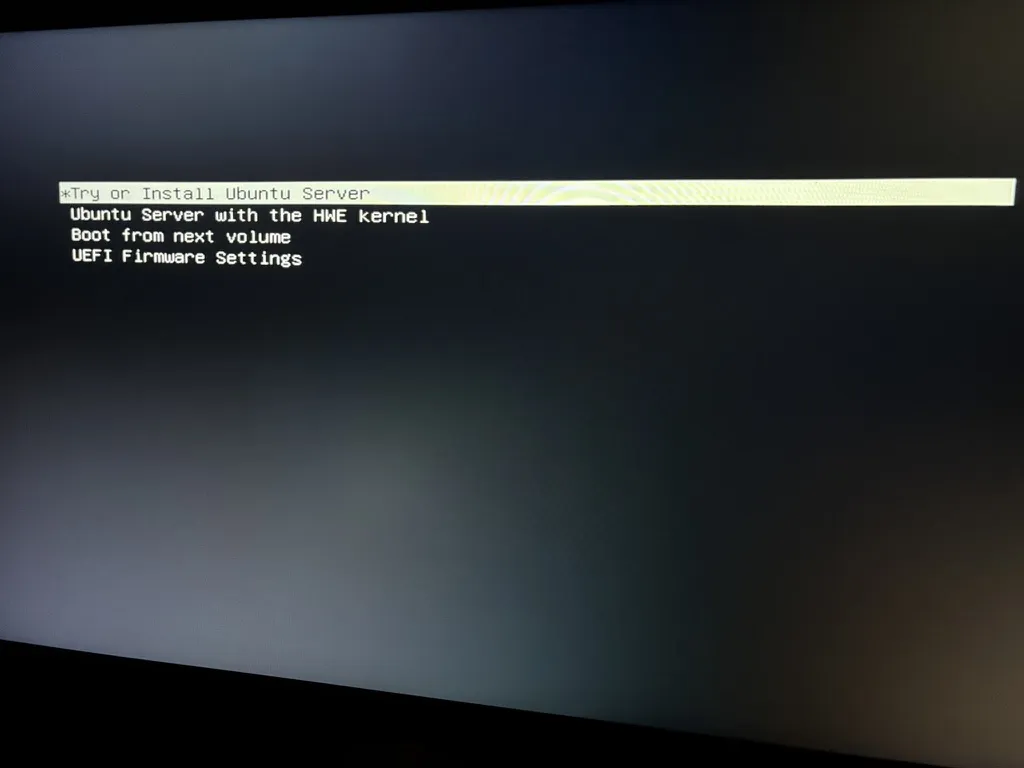 *Try or Install Ubuntu Server
Ubuntu Server with the HWE kernel
Boot from next volume
UEFI Firmware Settings